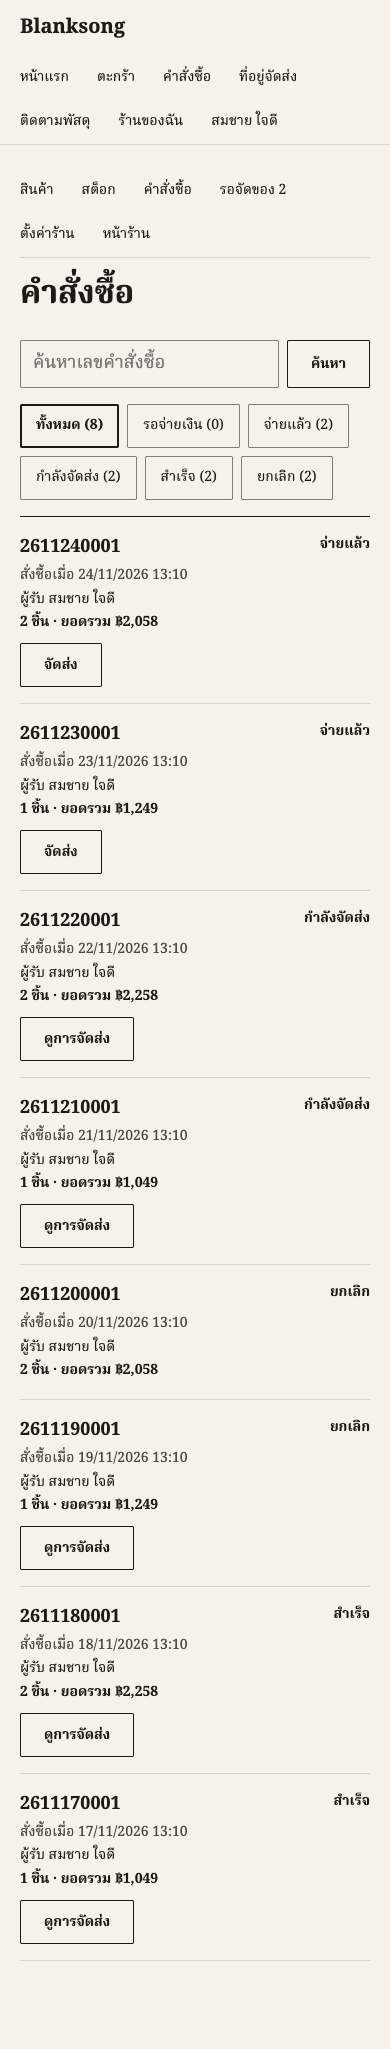 Blanksong
หน้าแรก ตะกร้า คำสั่งซื้อ ที่อยู่จัดส่ง
ติดตามพัสดุ ร้านของฉัน สมชาย ใจดี
สินค้า สต็อก คำสั่งซื้อ รอจัดของ 2
ตั้งค่าร้าน หน้าร้าน
คำสั่งซื้อ
ค้นหาเลขคำสั่งซื้อ ค้นหา
ทั้งหมด (8) รอจ่ายเงิน (0) จ่ายแล้ว (2)
กำลังจัดส่ง (2) สำเร็จ (2) ยกเลิก (2)
2611240001 จ่ายแล้ว
สั่งซื้อเมื่อ 24/11/2026 13:10
ผู้รับ สมชาย ใจดี
2 ชิ้น · ยอดรวม ฿2,058
จัดส่ง
2611230001 จ่ายแล้ว
สั่งซื้อเมื่อ 23/11/2026 13:10
ผู้รับ สมชาย ใจดี
1 ชิ้น · ยอดรวม ฿1,249
จัดส่ง
2611220001 กำลังจัดส่ง
สั่งซื้อเมื่อ 22/11/2026 13:10
ผู้รับ สมชาย ใจดี
2 ชิ้น · ยอดรวม ฿2,258
ดูการจัดส่ง
2611210001 กำลังจัดส่ง
สั่งซื้อเมื่อ 21/11/2026 13:10
ผู้รับ สมชาย ใจดี
1 ชิ้น · ยอดรวม ฿1,049
ดูการจัดส่ง
2611200001 ยกเลิก
สั่งซื้อเมื่อ 20/11/2026 13:10
ผู้รับ สมชาย ใจดี
2 ชิ้น · ยอดรวม ฿2,058
2611190001 ยกเลิก
สั่งซื้อเมื่อ 19/11/2026 13:10
ผู้รับ สมชาย ใจดี
1 ชิ้น · ยอดรวม ฿1,249
ดูการจัดส่ง
2611180001 สำเร็จ
สั่งซื้อเมื่อ 18/11/2026 13:10
ผู้รับ สมชาย ใจดี
2 ชิ้น · ยอดรวม ฿2,258
ดูการจัดส่ง
2611170001 สำเร็จ
สั่งซื้อเมื่อ 17/11/2026 13:10
ผู้รับ สมชาย ใจดี
1 ชิ้น · ยอดรวม ฿1,049
ดูการจัดส่ง